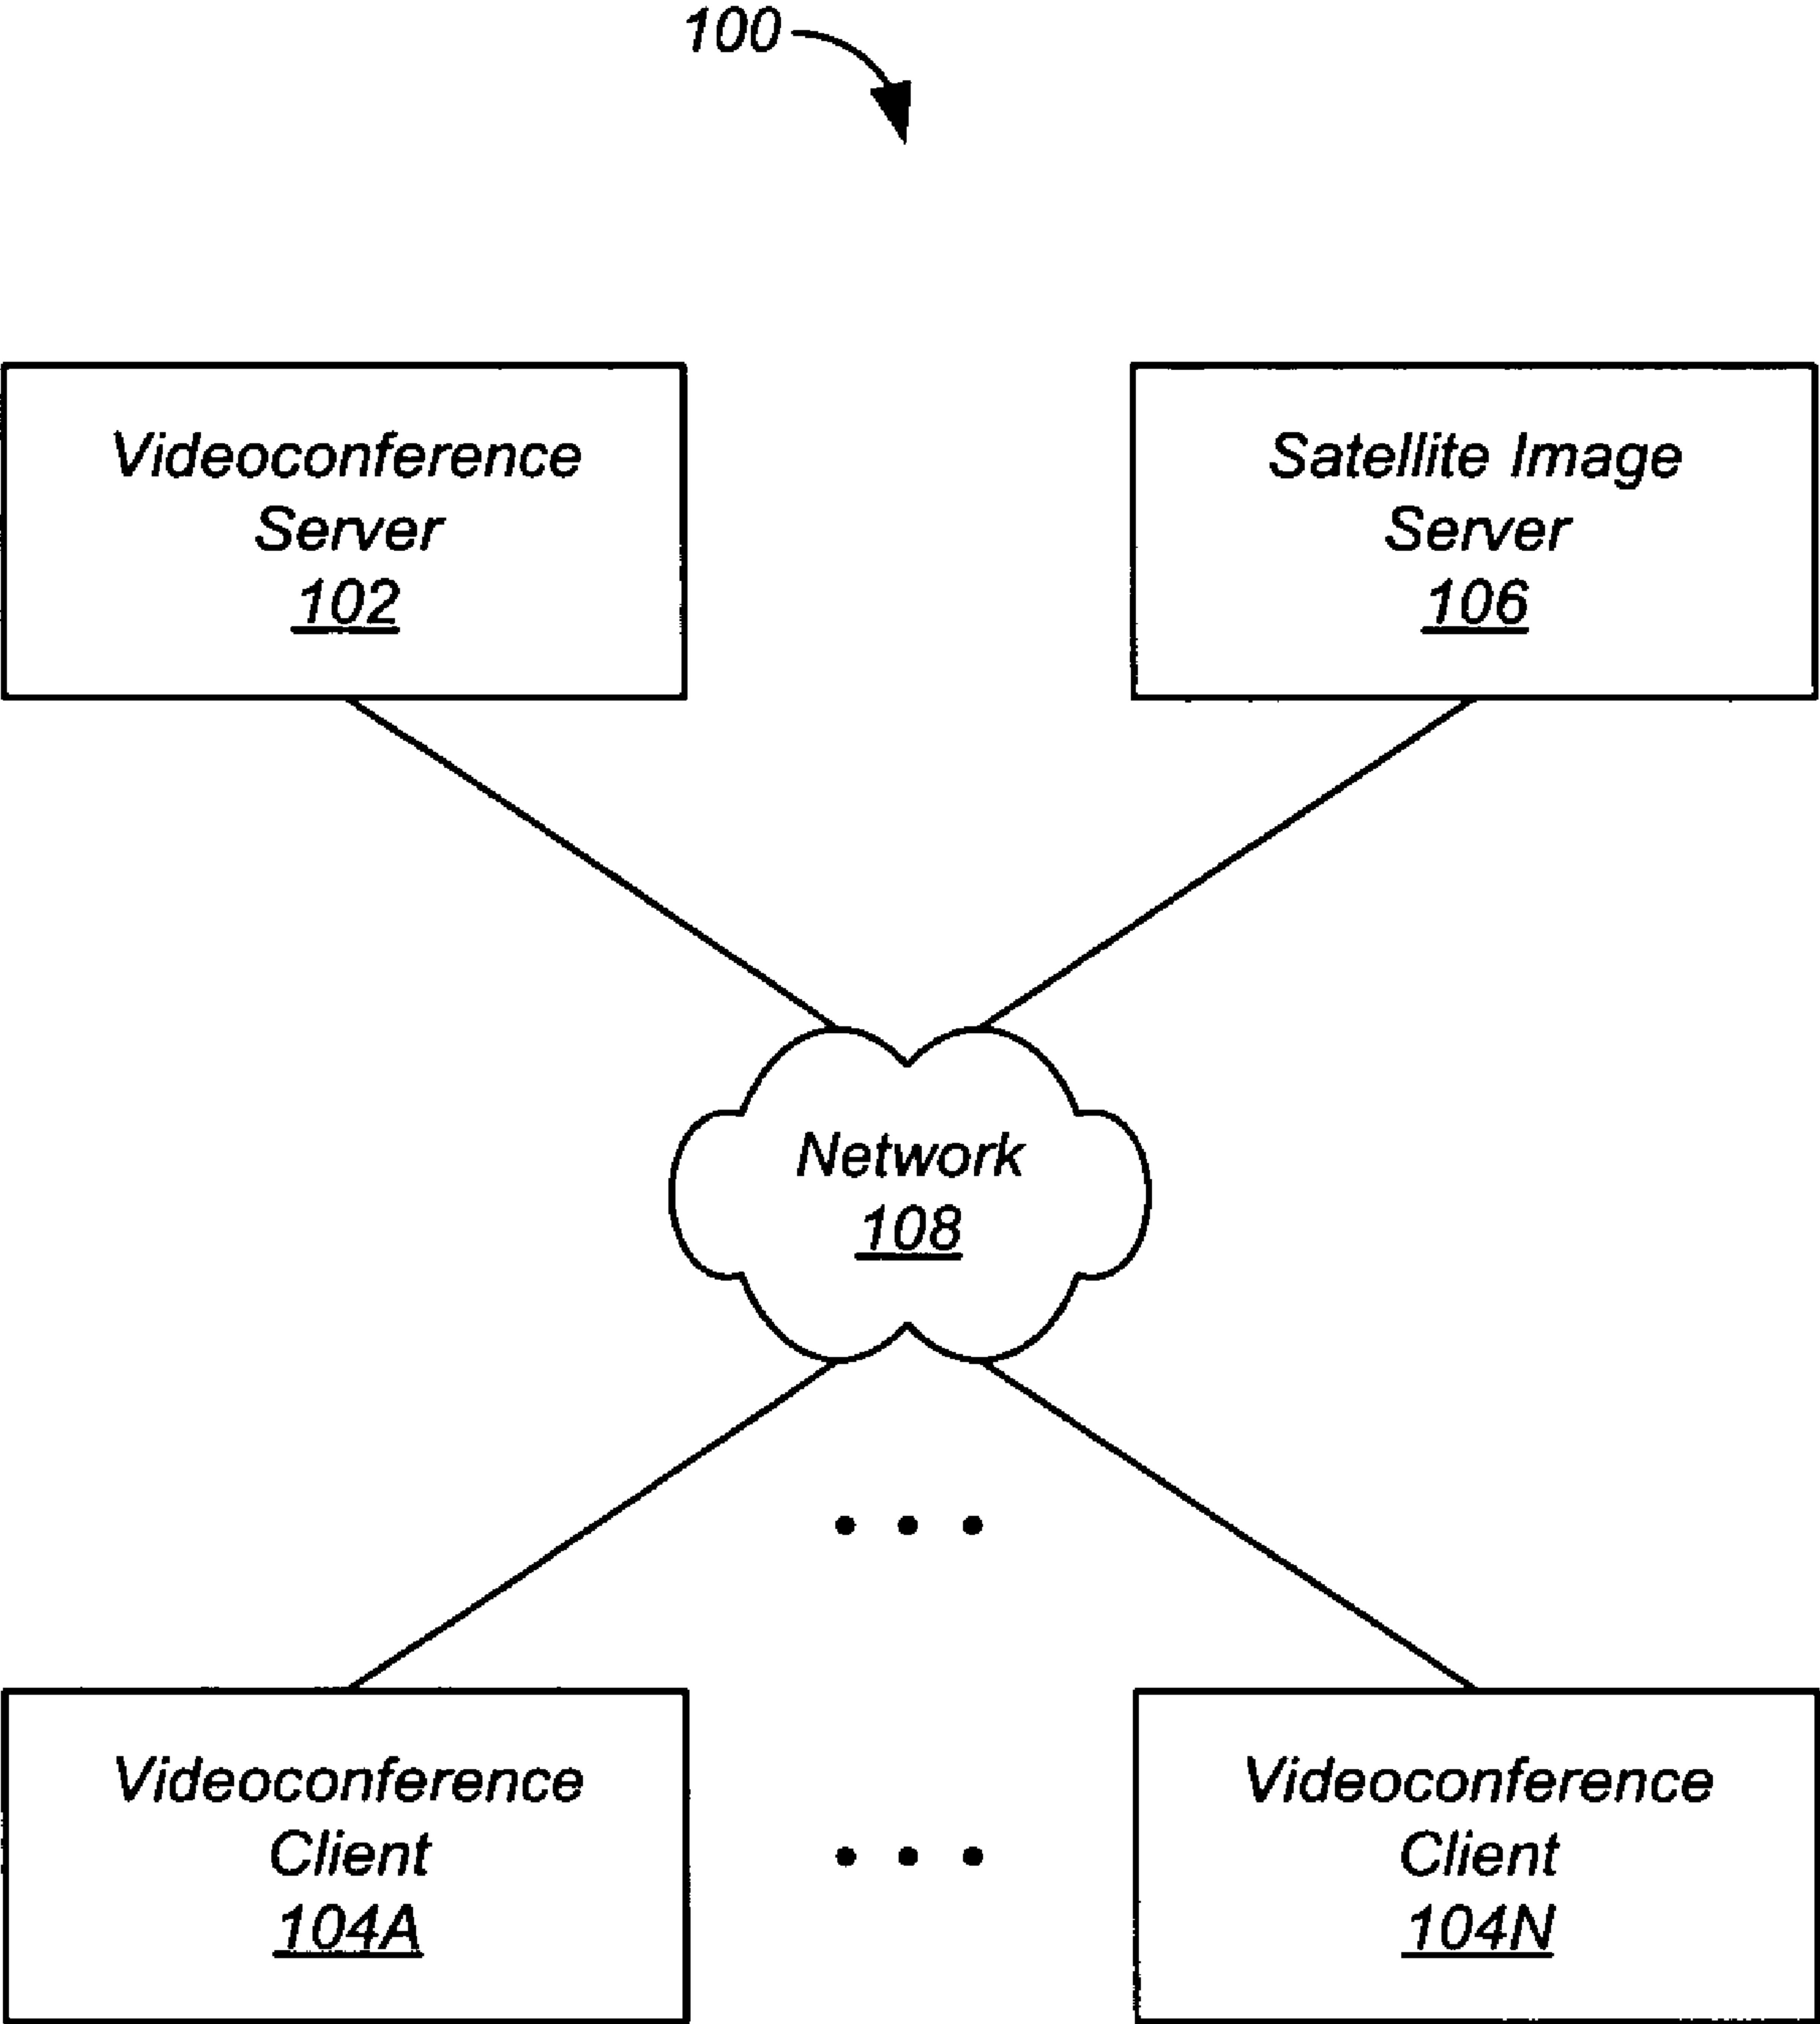 100
Videoconference
Server
102
Satellite Image
Server
106
Network
108
Videoconference
Client
104A
Videoconference
Client
104N